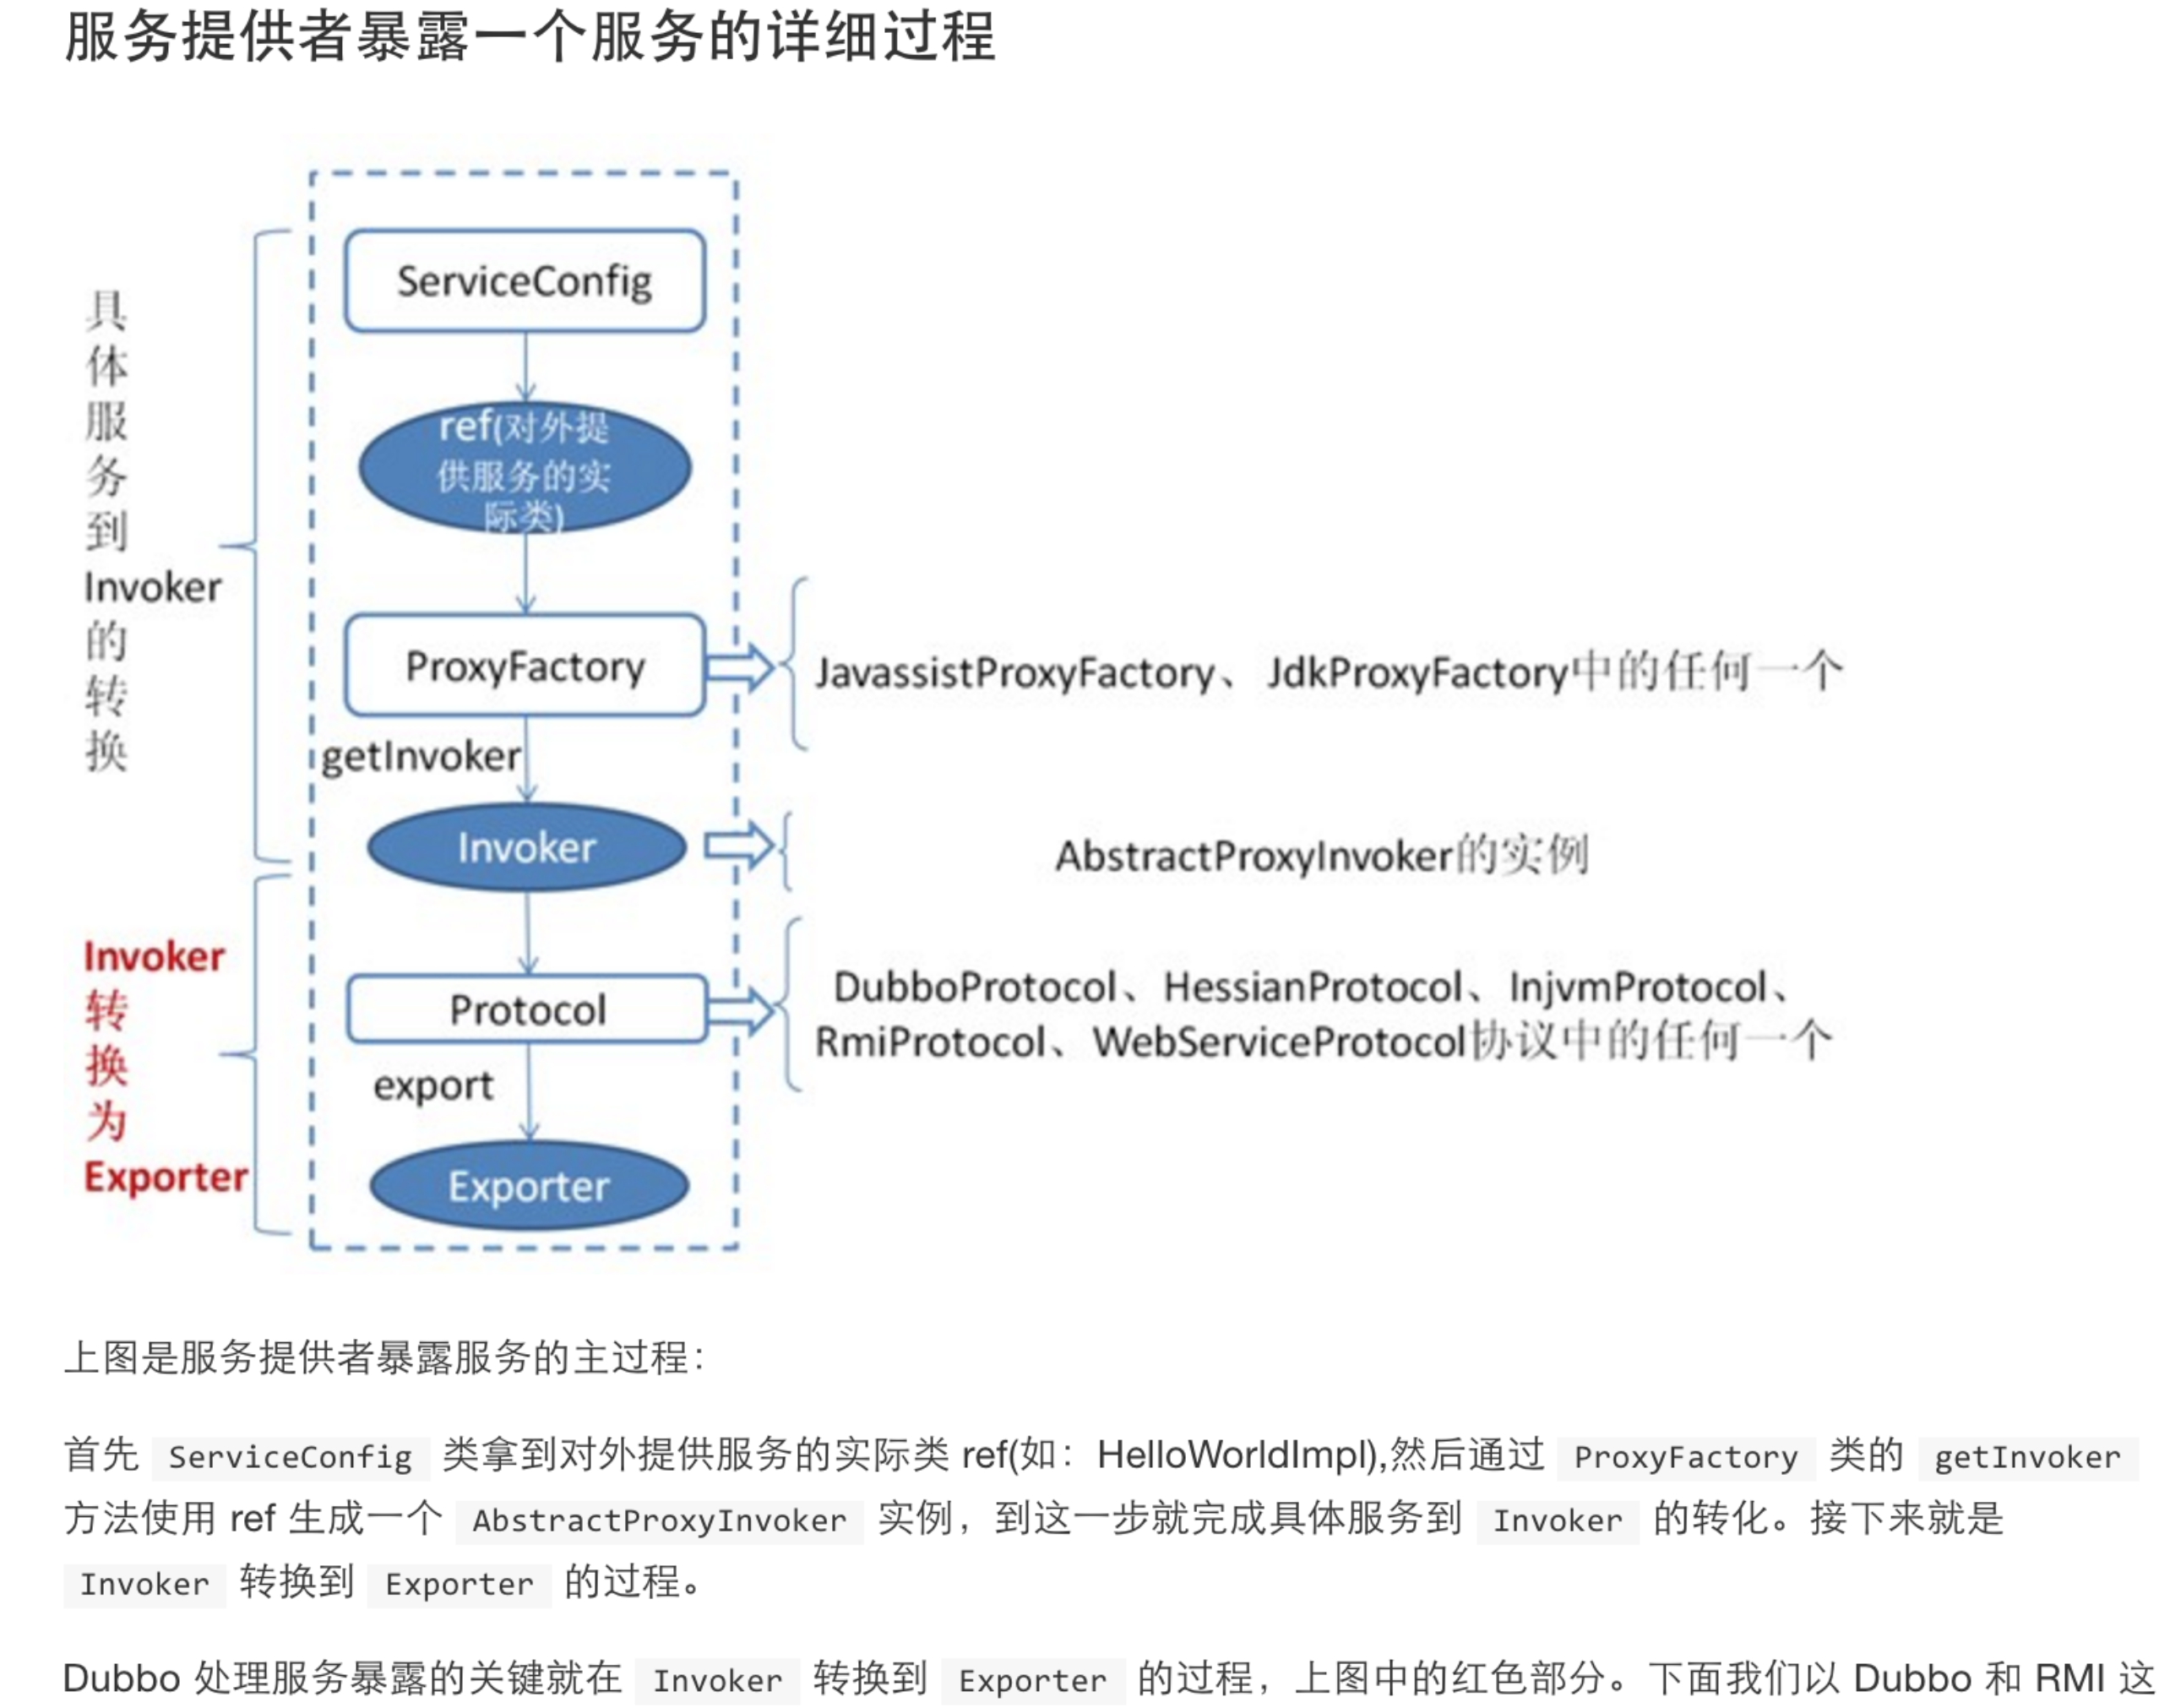 服务提供者暴露一个服务的详细过程
具体服务到Invoker的转换
ServiceConfig
ref(对外提
供服务的实
际类)
ProxyFactory
JavassistProxyFactory、JdkProxyFactory中的任何一个
getInvoker
Invoker
AbstractProxyInvoker的实例
Invoker转换为Exporter
Protocol
DubboProtocol、HessianProtocol、InjvmProtocol、
RmiProtocol、WebServiceProtocol协议中的任何一个
export
Exporter
上图是服务提供者暴露服务的主过程：
首先 ServiceConfig 类拿到对外提供服务的实际类 ref(如：HelloWorldImpl),然后通过 ProxyFactory 类的 getInvoker
方法使用 ref 生成一个 AbstractProxyInvoker 实例，到这一步就完成具体服务到 Invoker 的转化。接下来就是
Invoker 转换到 Exporter 的过程。
Dubbo 处理服务暴露的关键就在 Invoker 转换到 Exporter 的过程，上图中的红色部分。下面我们以 Dubbo 和 RMI 这